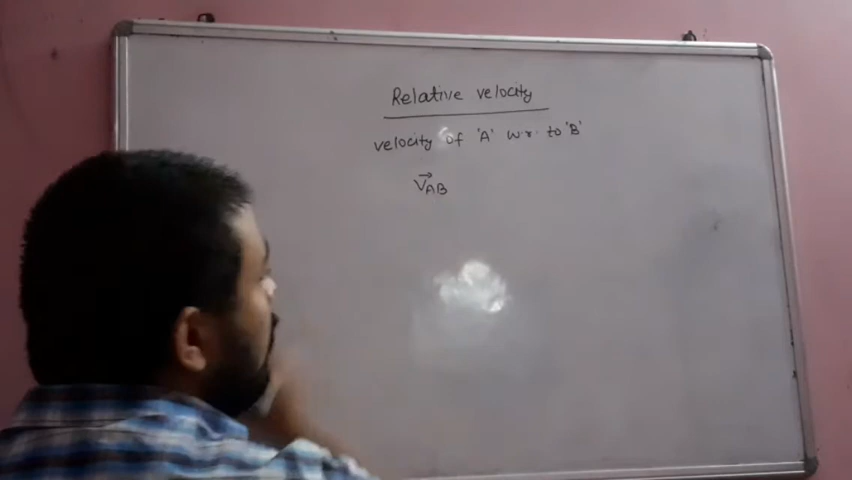 Relative velocity
velocity of 'A' w.r. to 'B'
V⃗AB